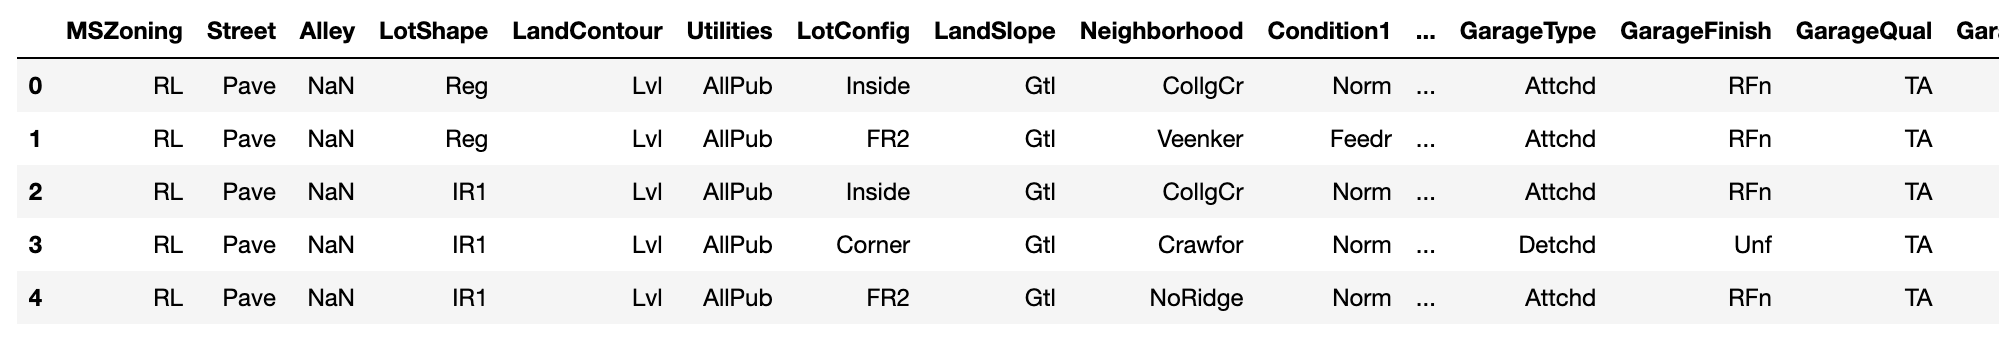 MSZoning Street Alley LotShape LandContour Utilities LotConfig LandSlope Neighborhood Condition1 ... GarageType GarageFinish GarageQual Gar
0 RL Pave NaN Reg Lvl AllPub Inside Gtl CollgCr Norm ... Attchd RFn TA
1 RL Pave NaN Reg Lvl AllPub FR2 Gtl Veenker Feedr ... Attchd RFn TA
2 RL Pave NaN IR1 Lvl AllPub Inside Gtl CollgCr Norm ... Attchd RFn TA
3 RL Pave NaN IR1 Lvl AllPub Corner Gtl Crawfor Norm ... Detchd Unf TA
4 RL Pave NaN IR1 Lvl AllPub FR2 Gtl NoRidge Norm ... Attchd RFn TA